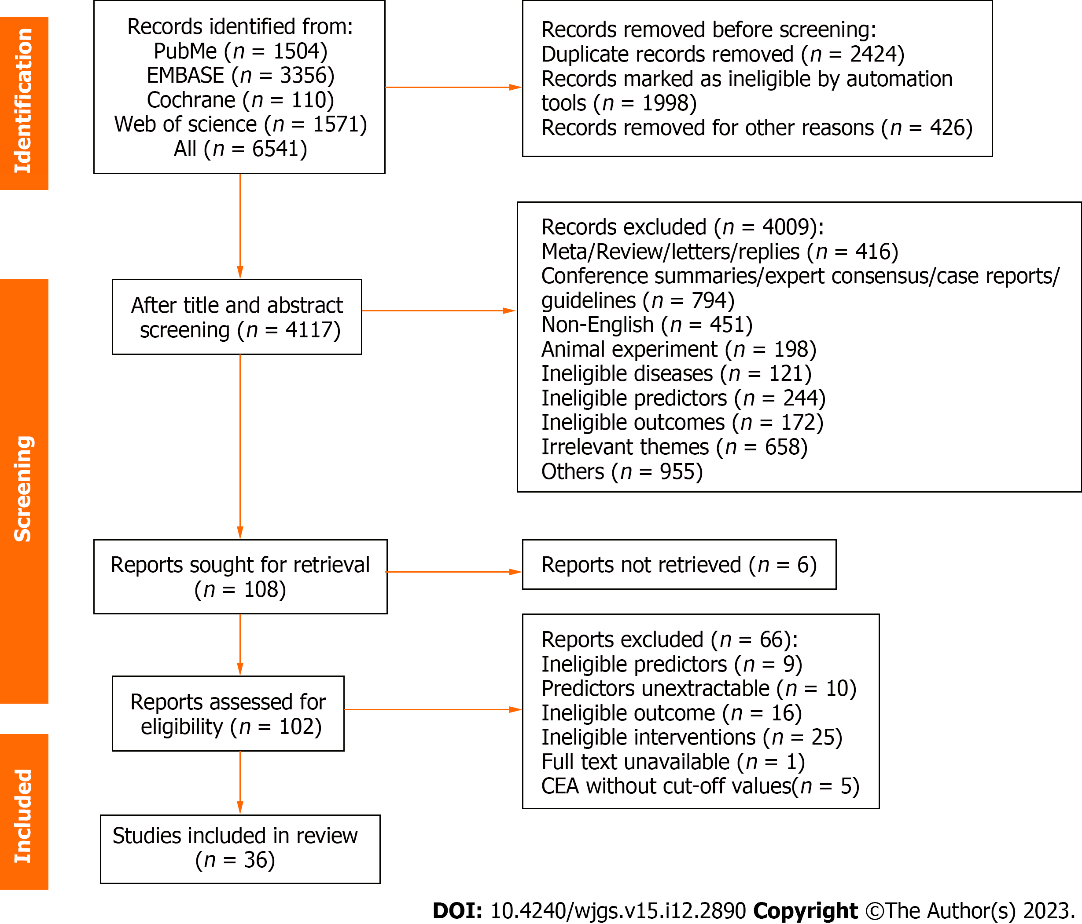 Identification
Records identified from:
PubMe (n = 1504)
EMBASE (n = 3356)
Cochrane (n = 110)
Web of science (n = 1571)
All (n = 6541)
Records removed before screening:
Duplicate records removed (n = 2424)
Records marked as ineligible by automation
tools (n = 1998)
Records removed for other reasons (n = 426)
Screening
After title and abstract
screening (n = 4117)
Records excluded (n = 4009):
Meta/Review/letters/replies (n = 416)
Conference summaries/expert consensus/case reports/
guidelines (n = 794)
Non-English (n = 451)
Animal experiment (n = 198)
Ineligible diseases (n = 121)
Ineligible predictors (n = 244)
Ineligible outcomes (n = 172)
Irrelevant themes (n = 658)
Others (n = 955)
Reports sought for retrieval
(n = 108)
Reports not retrieved (n = 6)
Reports assessed for
eligibility (n = 102)
Reports excluded (n = 66):
Ineligible predictors (n = 9)
Predictors unextractable (n = 10)
Ineligible outcome (n = 16)
Ineligible interventions (n = 25)
Full text unavailable (n = 1)
CEA without cut-off values(n = 5)
Included
Studies included in review
(n = 36)
DOI: 10.4240/wjgs.v15.i12.2890 Copyright ©The Author(s) 2023.